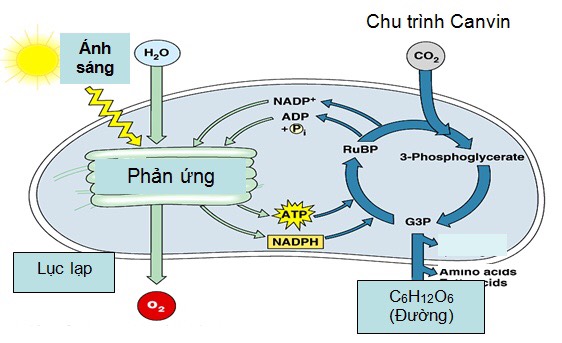 Chu trình Canvin
Ánh
sáng
H₂O
CO₂
NADP⁺
ADP
+ Pᵢ
RuBP
3-Phosphoglycerate
Phản ứng
ATP
NADPH
G3P
Lục lạp
O₂
Amino acids
C₆H₁₂O₆
(Đường)